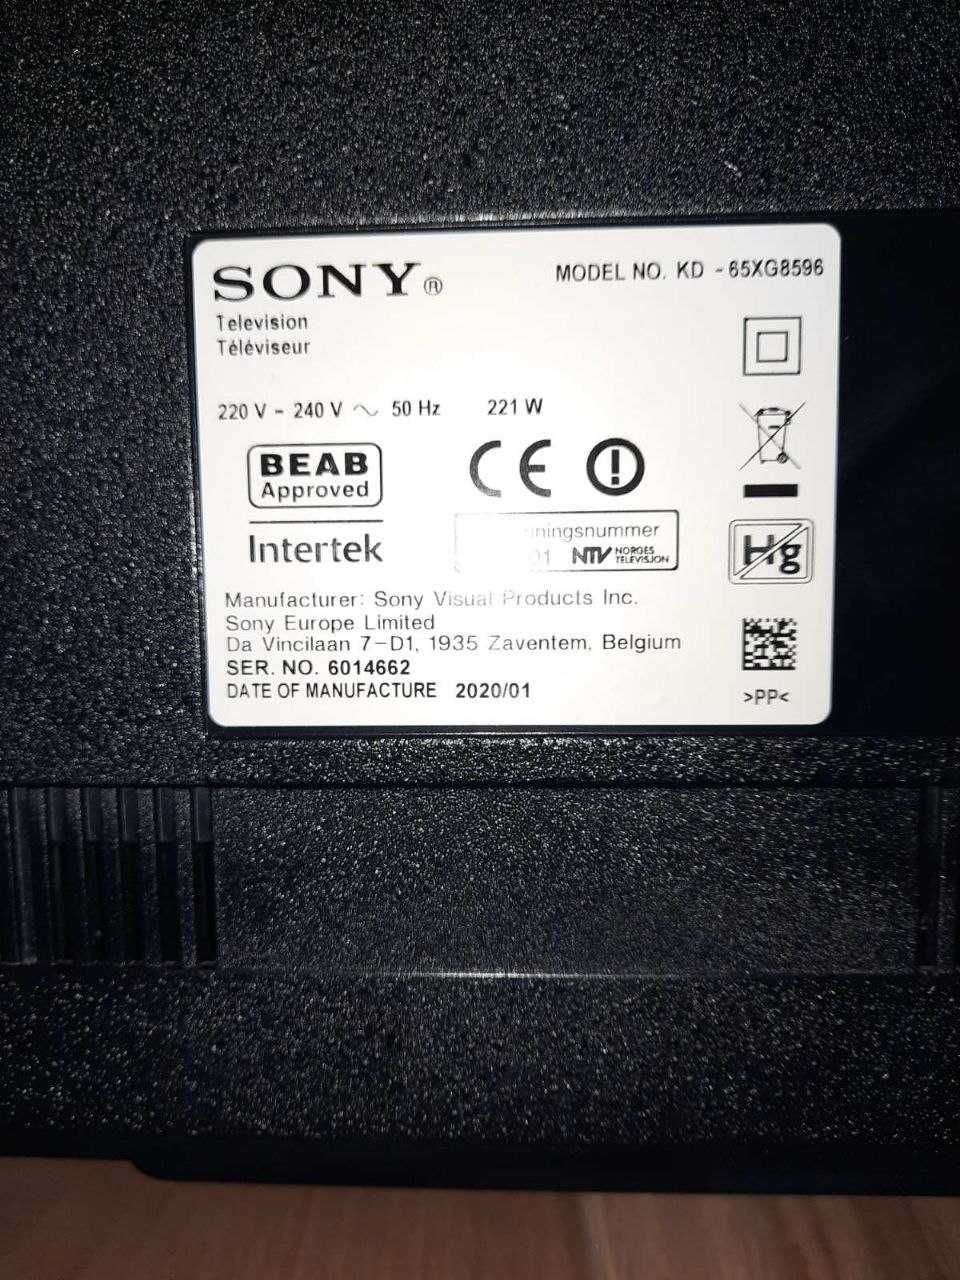 SONY®
MODEL NO. KD - 65XG8596
Television
Téléviseur
220 V - 240 V ~ 50 Hz 221 W
BEAB
Approved
CE
Intertek
NTV NORGES
TELEVISJON
Hg
Manufacturer: Sony Visual Products Inc.
Sony Europe Limited
Da Vincilaan 7-D1, 1935 Zaventem, Belgium
SER. NO. 6014662
DATE OF MANUFACTURE 2020/01
>PP<